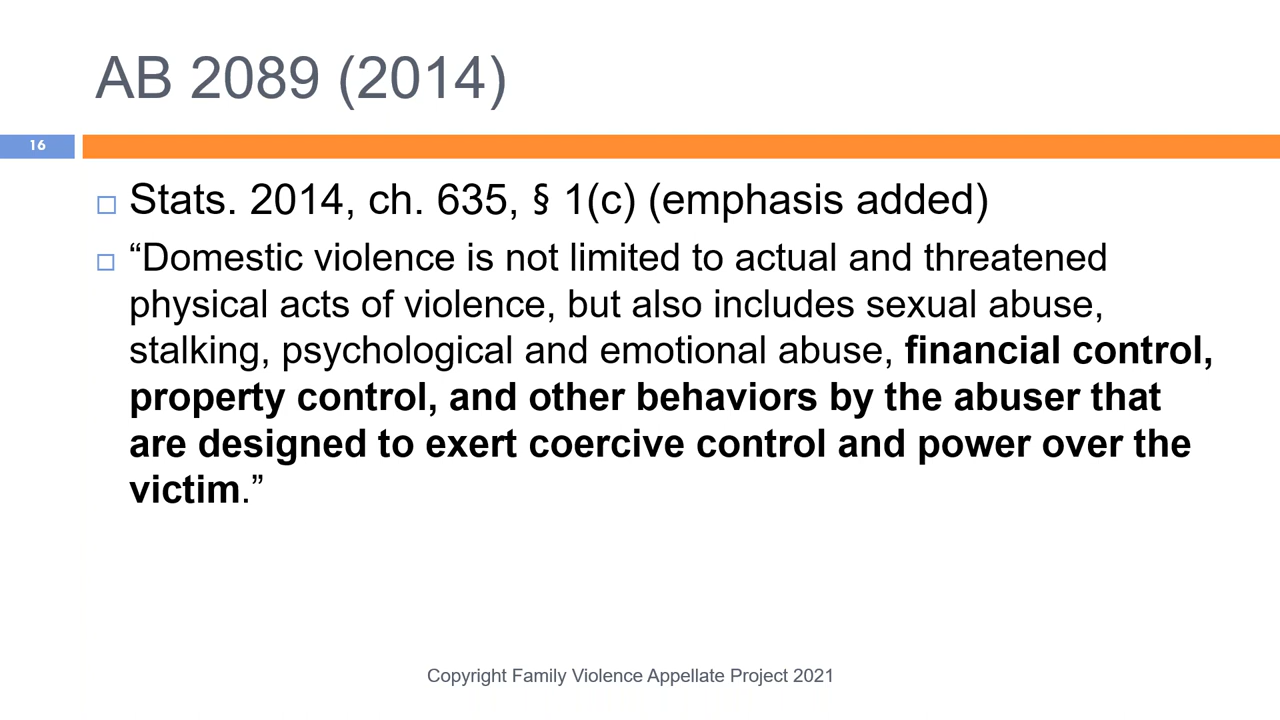 AB 2089 (2014)
16
Stats. 2014, ch. 635, § 1(c) (emphasis added)
“Domestic violence is not limited to actual and threatened
physical acts of violence, but also includes sexual abuse,
stalking, psychological and emotional abuse, financial control,
property control, and other behaviors by the abuser that
are designed to exert coercive control and power over the
victim.”
Copyright Family Violence Appellate Project 2021